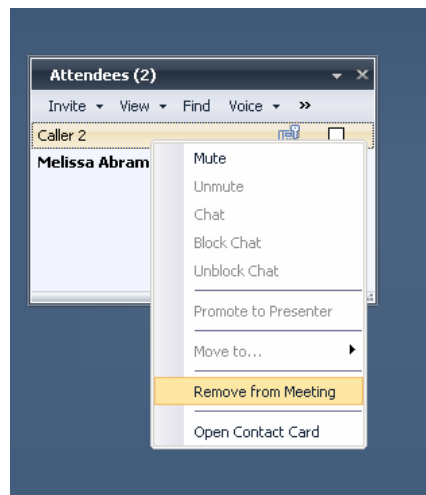 Attendees (2)
Invite View Find Voice »
Caller 2
Melissa Abram
Mute
Unmute
Chat
Block Chat
Unblock Chat
Promote to Presenter
Move to...
Remove from Meeting
Open Contact Card